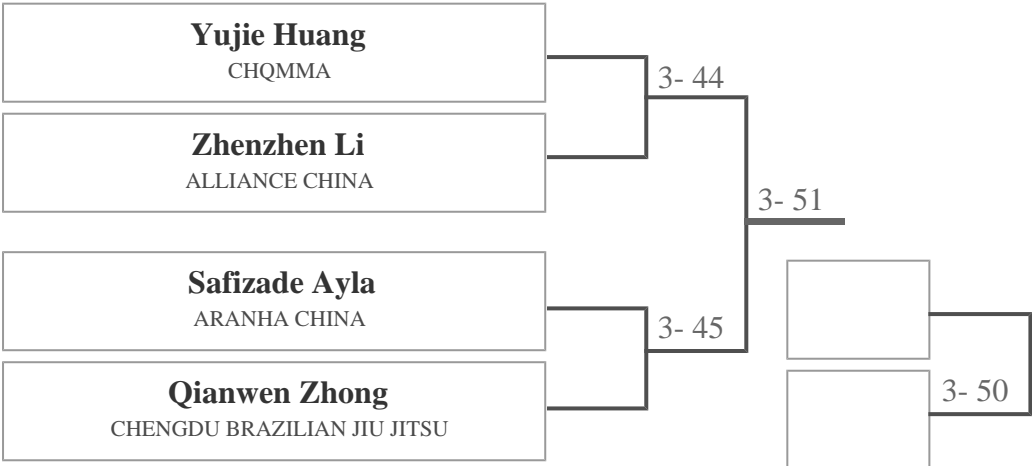 Yujie Huang
CHQMMA
3- 44
Zhenzhen Li
ALLIANCE CHINA
3- 51
Safizade Ayla
ARANHA CHINA
3- 45
Qianwen Zhong
CHENGDU BRAZILIAN JIU JITSU
3- 50